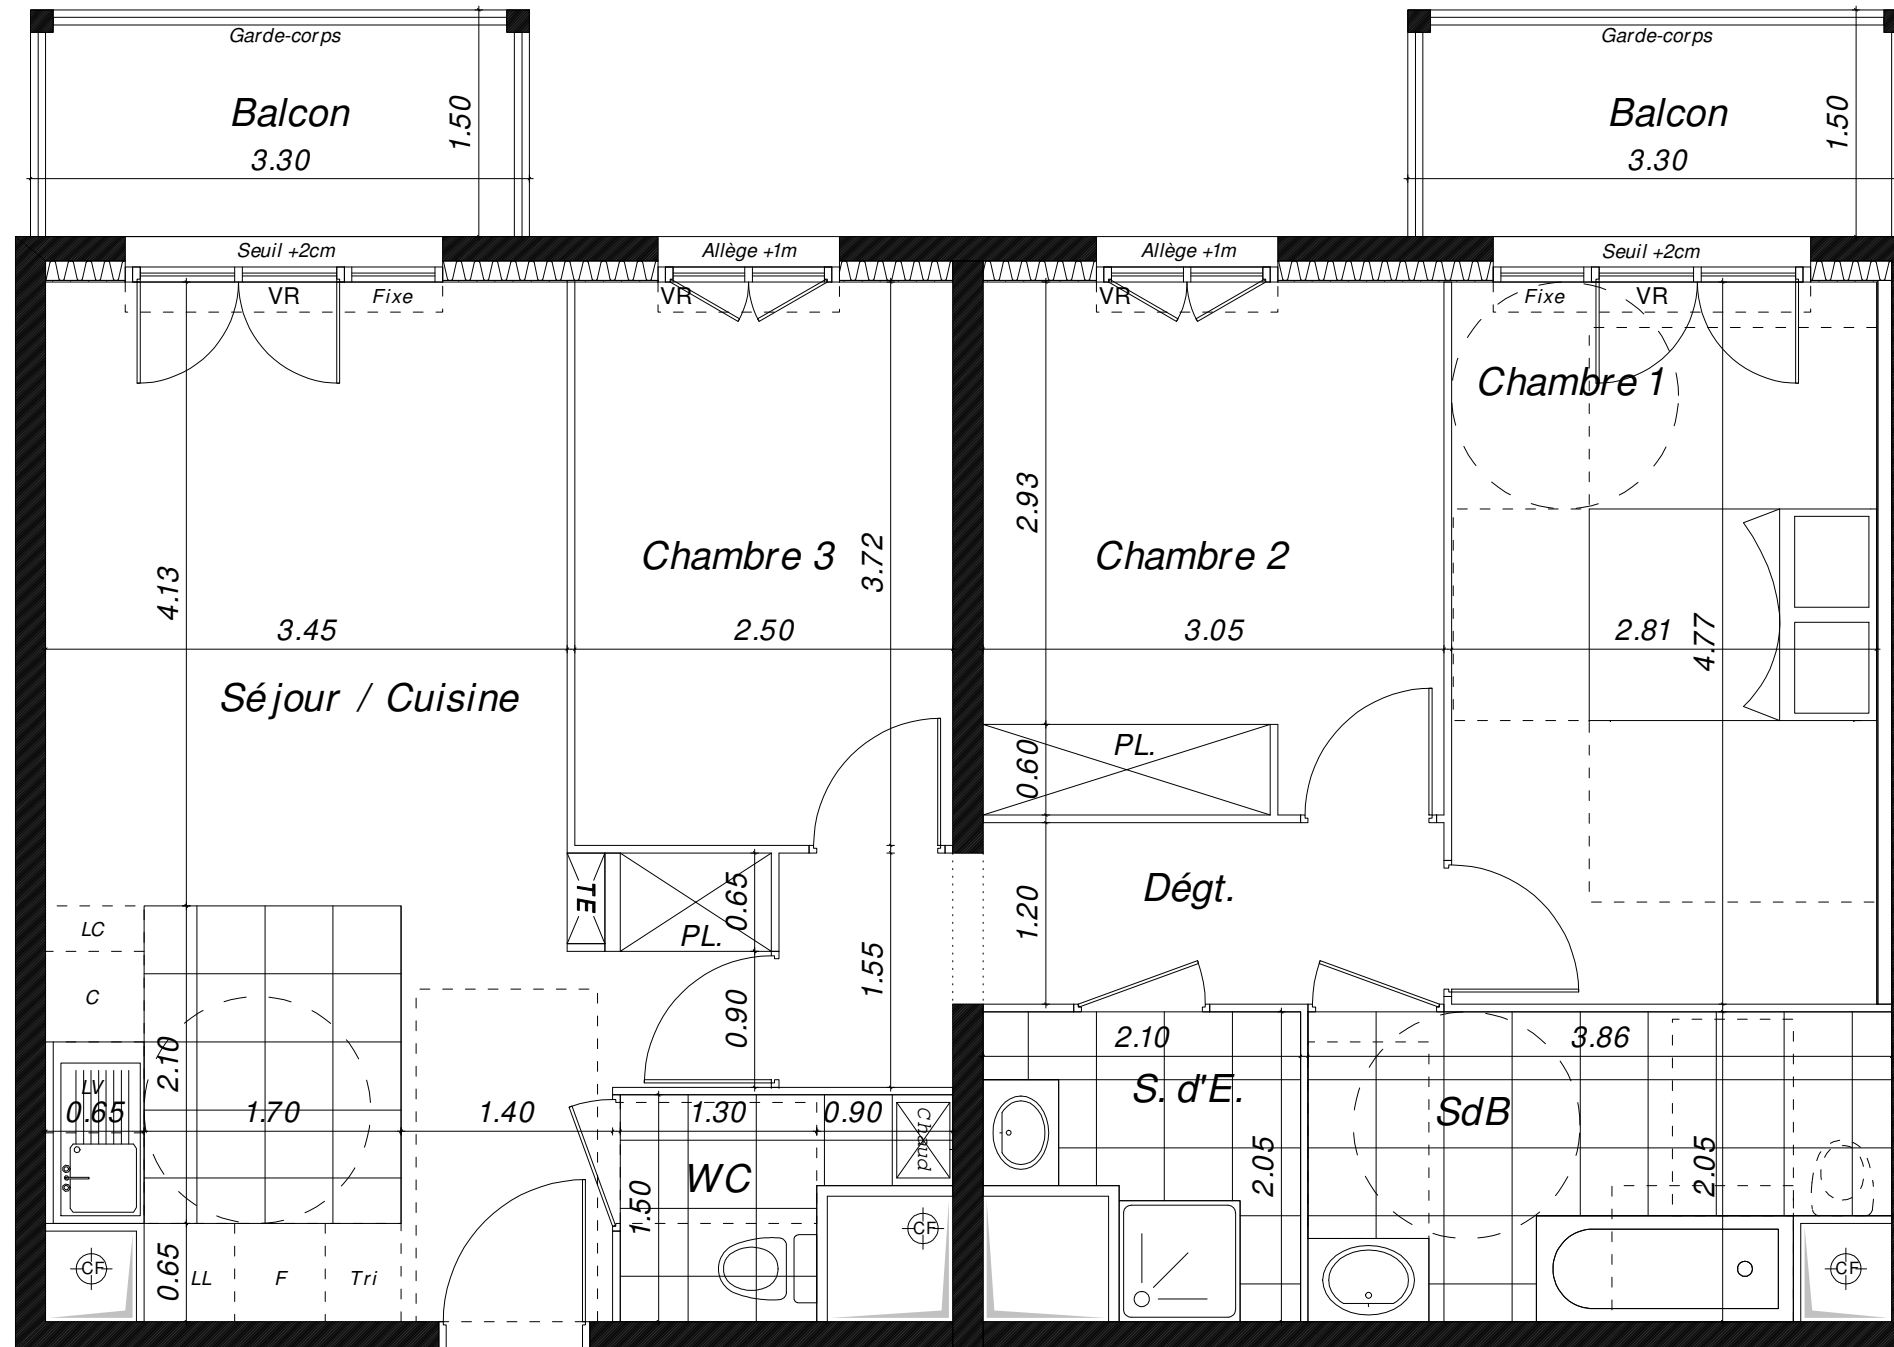 Garde-corps
Garde-corps
Balcon
1.50
3.30
Balcon
1.50
3.30
Seuil +2cm
Allège +1m
Allège +1m
Seuil +2cm
VR
Fixe
VR
VR
Fixe
VR
Chambre 1
2.93
Chambre 3
3.72
Chambre 2
4.13
3.45
2.50
3.05
2.81
4.77
Séjour / Cuisine
PL.
0.60
TE
0.65
PL.
Dégt.
1.20
LC
C
1.55
0.90
2.10
LV
0.65
1.70
1.40
1.30
0.90
Chaud
2.10
S. d'E.
3.86
SdB
WC
1.50
2.05
2.05
CF
CF
CF
0.65
LL
F
Tri